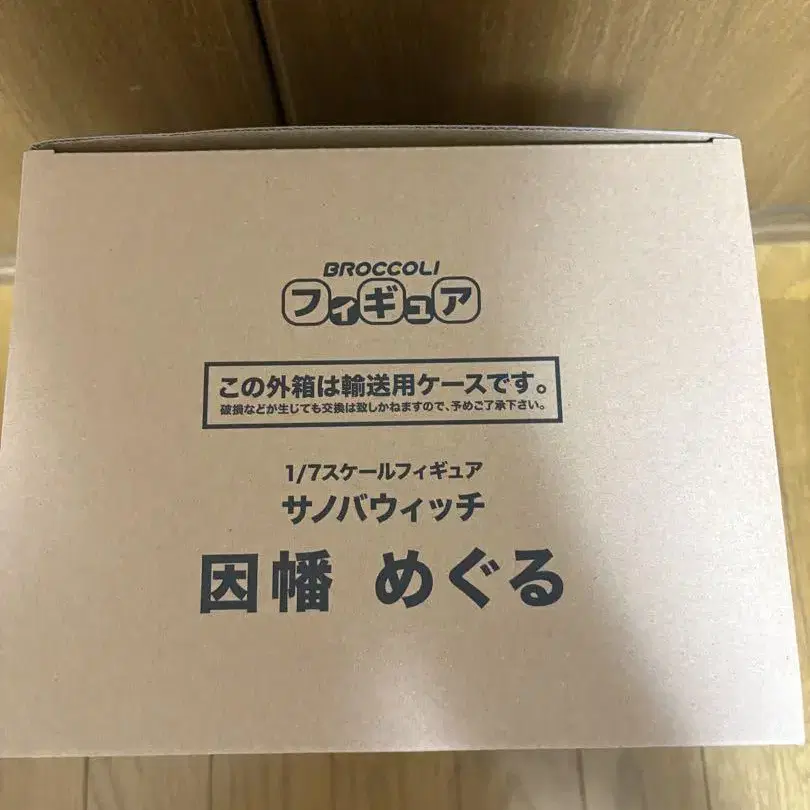 BROCCOLI
フィギュア
この外箱は輸送用ケースです。
破損などが生じても交換は致しかねますので、予めご了承下さい。
1/7スケールフィギュア
サノバウィッチ
因幡 めぐる